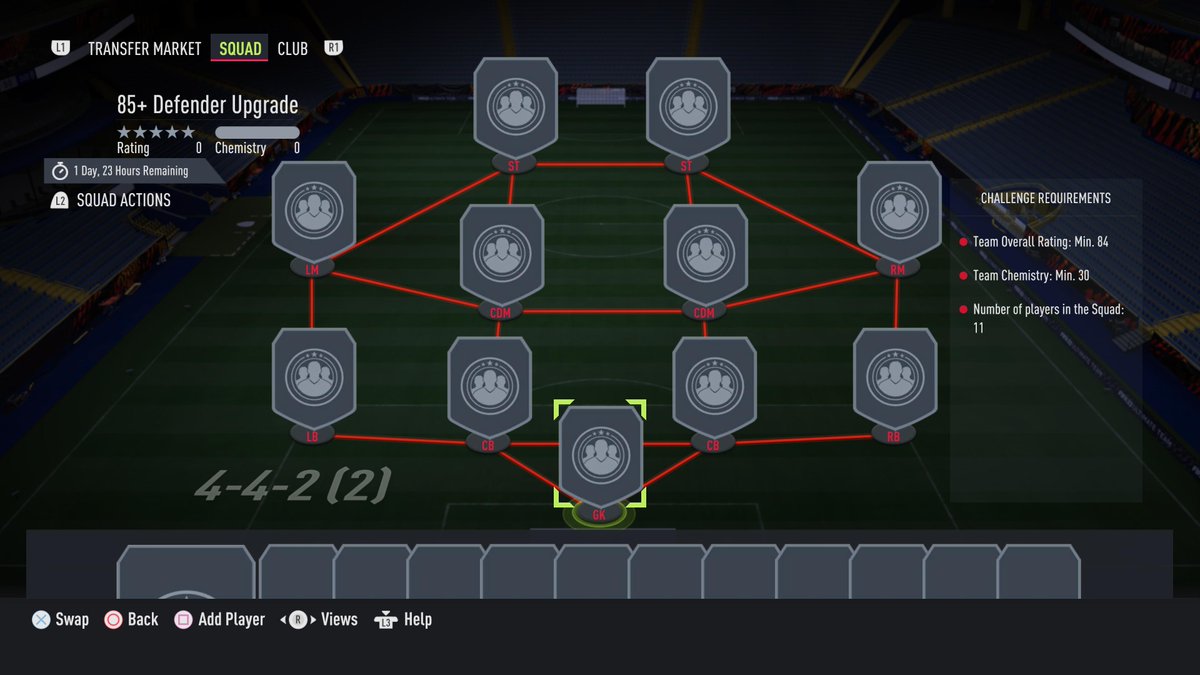 L1 TRANSFER MARKET SQUAD CLUB R1
85+ Defender Upgrade
Rating 0 Chemistry 0
1 Day, 23 Hours Remaining
L2 SQUAD ACTIONS
ST ST
LM RM
CDM CDM
LB CB CB RB
GK
4-4-2 (2)
CHALLENGE REQUIREMENTS
Team Overall Rating: Min. 84
Team Chemistry: Min. 30
Number of players in the Squad:
11
Swap Back Add Player R Views L3 Help